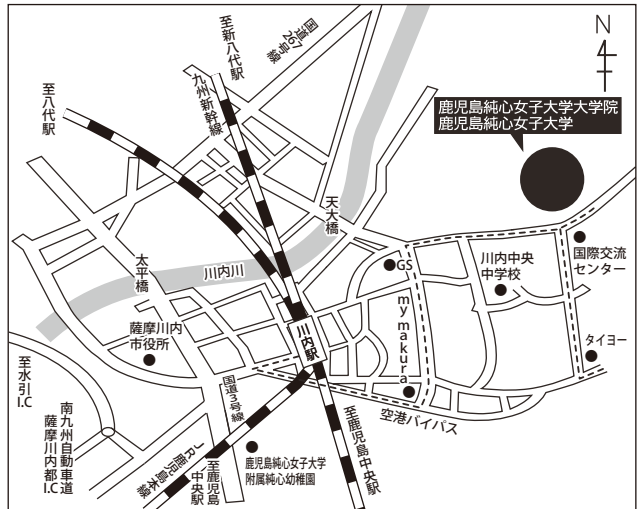 N
至新八代駅
国道267号線
九州新幹線
至八代駅
鹿児島純心女子大学大学院
鹿児島純心女子大学
天大橋
太平橋
川内川
GS
川内中央
中学校
国際交流
センター
my makura
タイヨー
薩摩川内
市役所
川内駅
至水引
I.C
国道3号線
空港バイパス
南九州自動車道
薩摩川内都I.C
JR鹿児島本線
至鹿児島
中央駅
鹿児島純心女子大学
附属純心幼稚園
至鹿児島中央駅